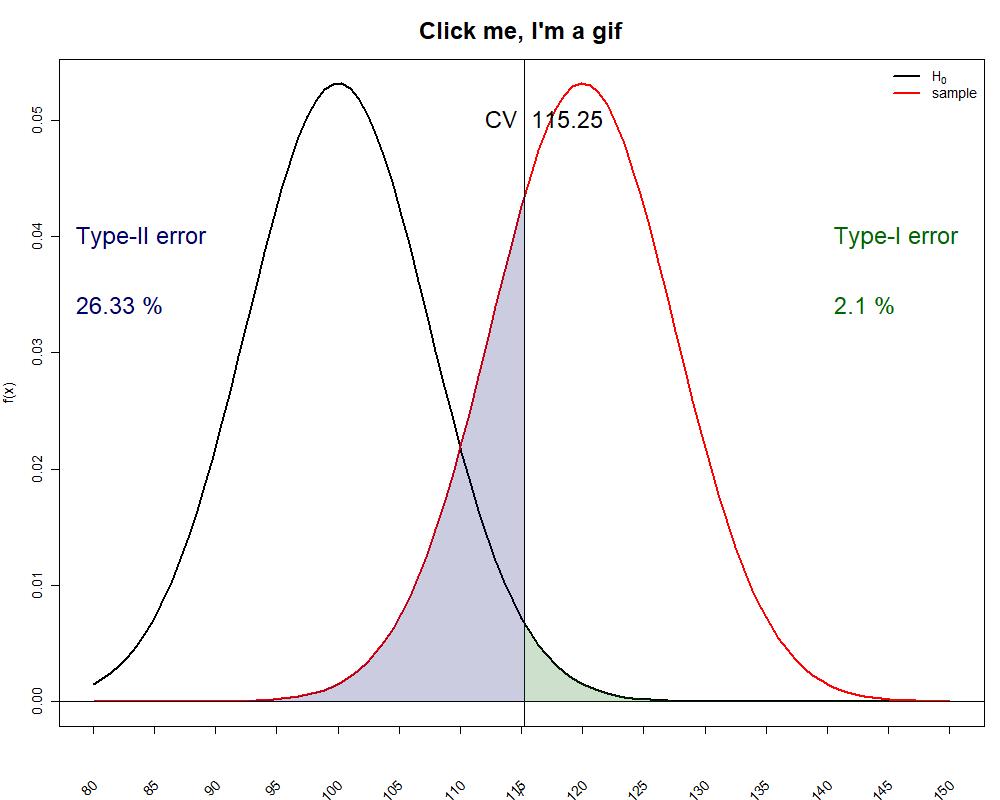 Click me, I'm a gif
H0
sample
CV 115.25
Type-II error
26.33 %
Type-I error
2.1 %
f(x)
0.05
0.04
0.03
0.02
0.01
0.00
80 85 90 95 100 105 110 115 120 125 130 135 140 145 150